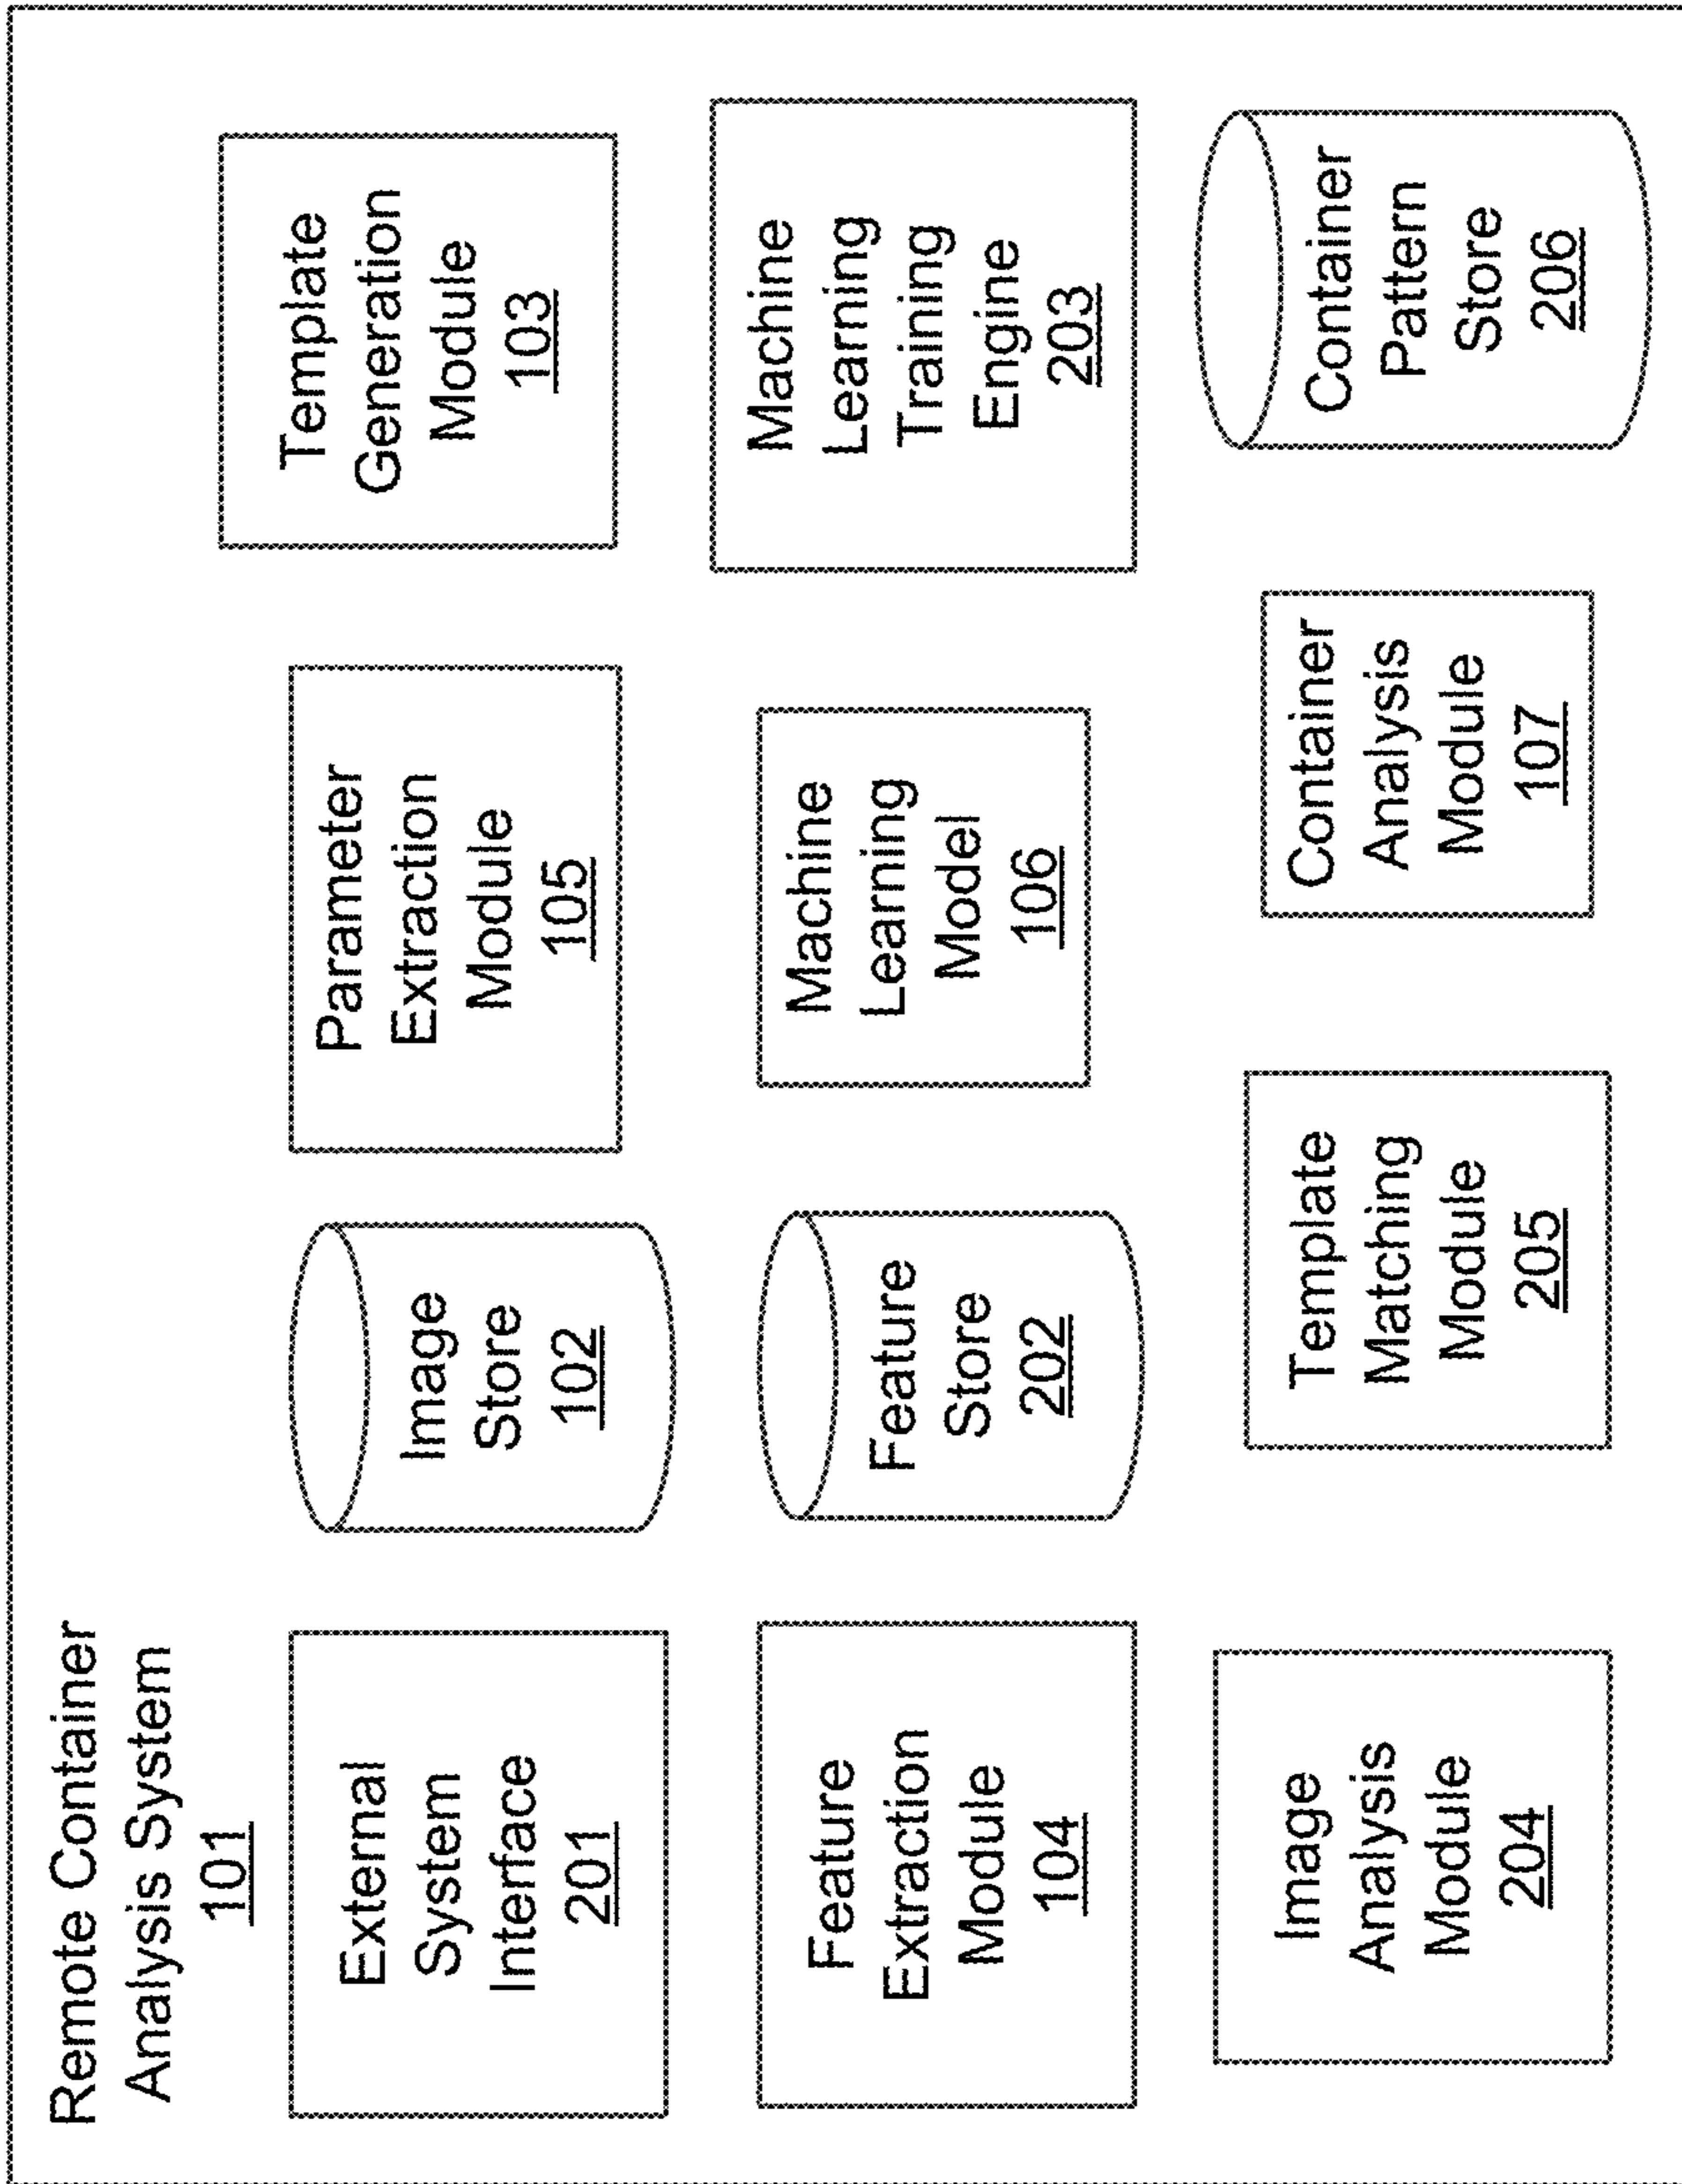 Remote Container
Analysis System
101
External
System
Interface
201
Image
Store
102
Parameter
Extraction
Module
105
Template
Generation
Module
103
Feature
Extraction
Module
104
Feature
Store
202
Machine
Learning
Model
106
Machine
Learning
Training
Engine
203
Image
Analysis
Module
204
Template
Matching
Module
205
Container
Analysis
Module
107
Container
Pattern
Store
206